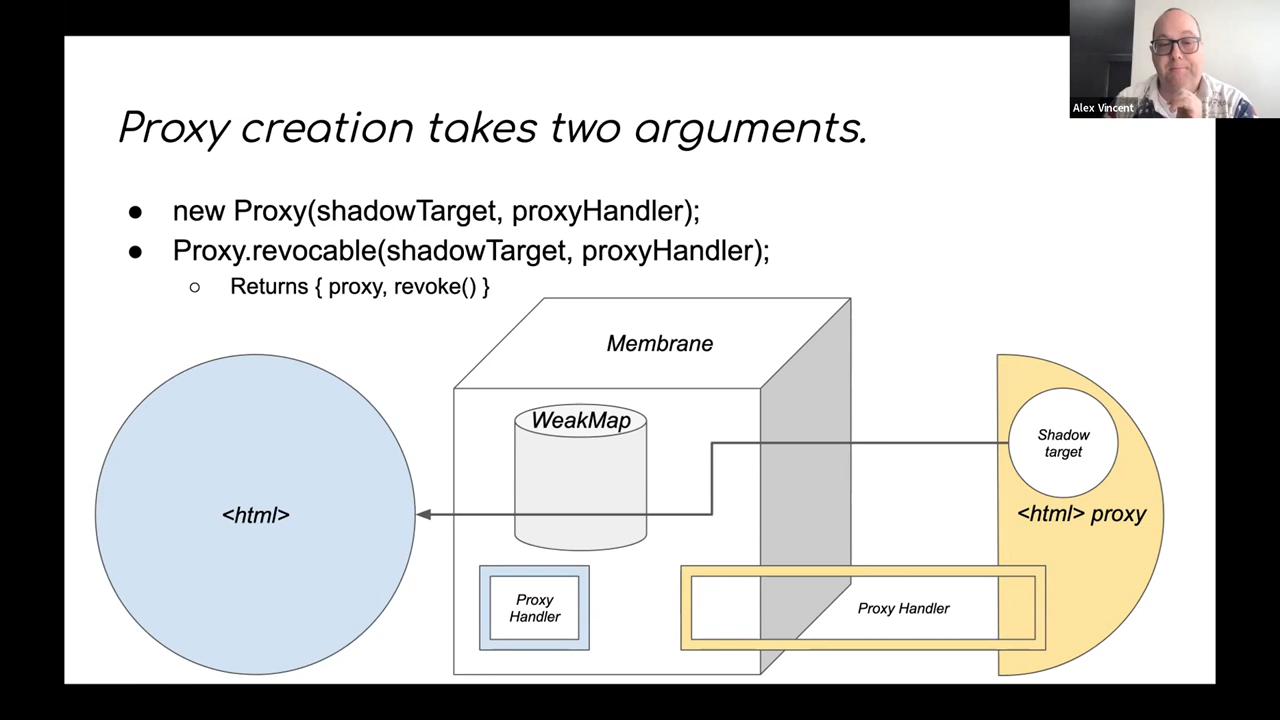 Alex Vincent
Proxy creation takes two arguments.
● new Proxy(shadowTarget, proxyHandler);
● Proxy.revocable(shadowTarget, proxyHandler);
○ Returns { proxy, revoke() }
Membrane
WeakMap
Shadow
target
<html>
<html> proxy
Proxy
Handler
Proxy Handler